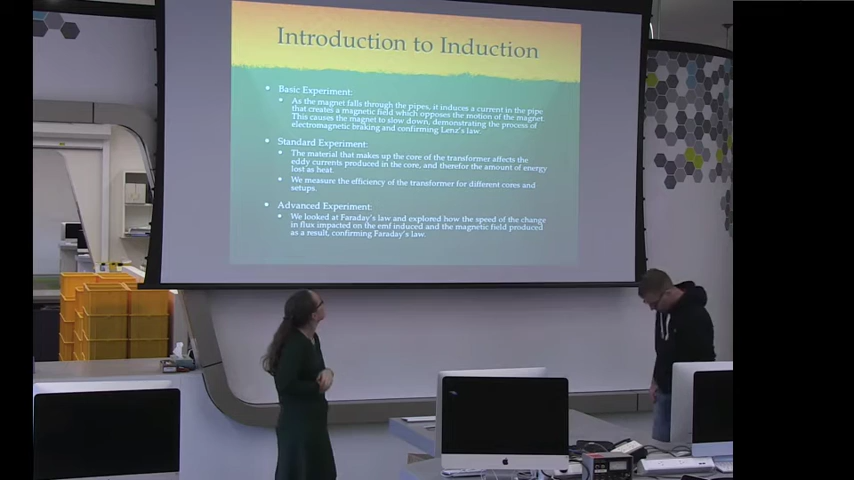 Introduction to Induction
• Basic Experiment:
• As the magnet falls through the pipes, it induces a current in the pipe
that creates a magnetic field which opposes the motion of the magnet.
This causes the magnet to slow down, demonstrating the process of
electromagnetic braking and confirming Lenz's law.
• Standard Experiment:
• The material that makes up the core of the transformer affects the
eddy currents produced in the core, and therefor the amount of energy
lost as heat.
• We measure the efficiency of the transformer for different cores and
setups.
• Advanced Experiment:
• We looked at Faraday's law and explored how the speed of the change
in flux impacted on the emf induced and the magnetic field produced
as a result, confirming Faraday's law.